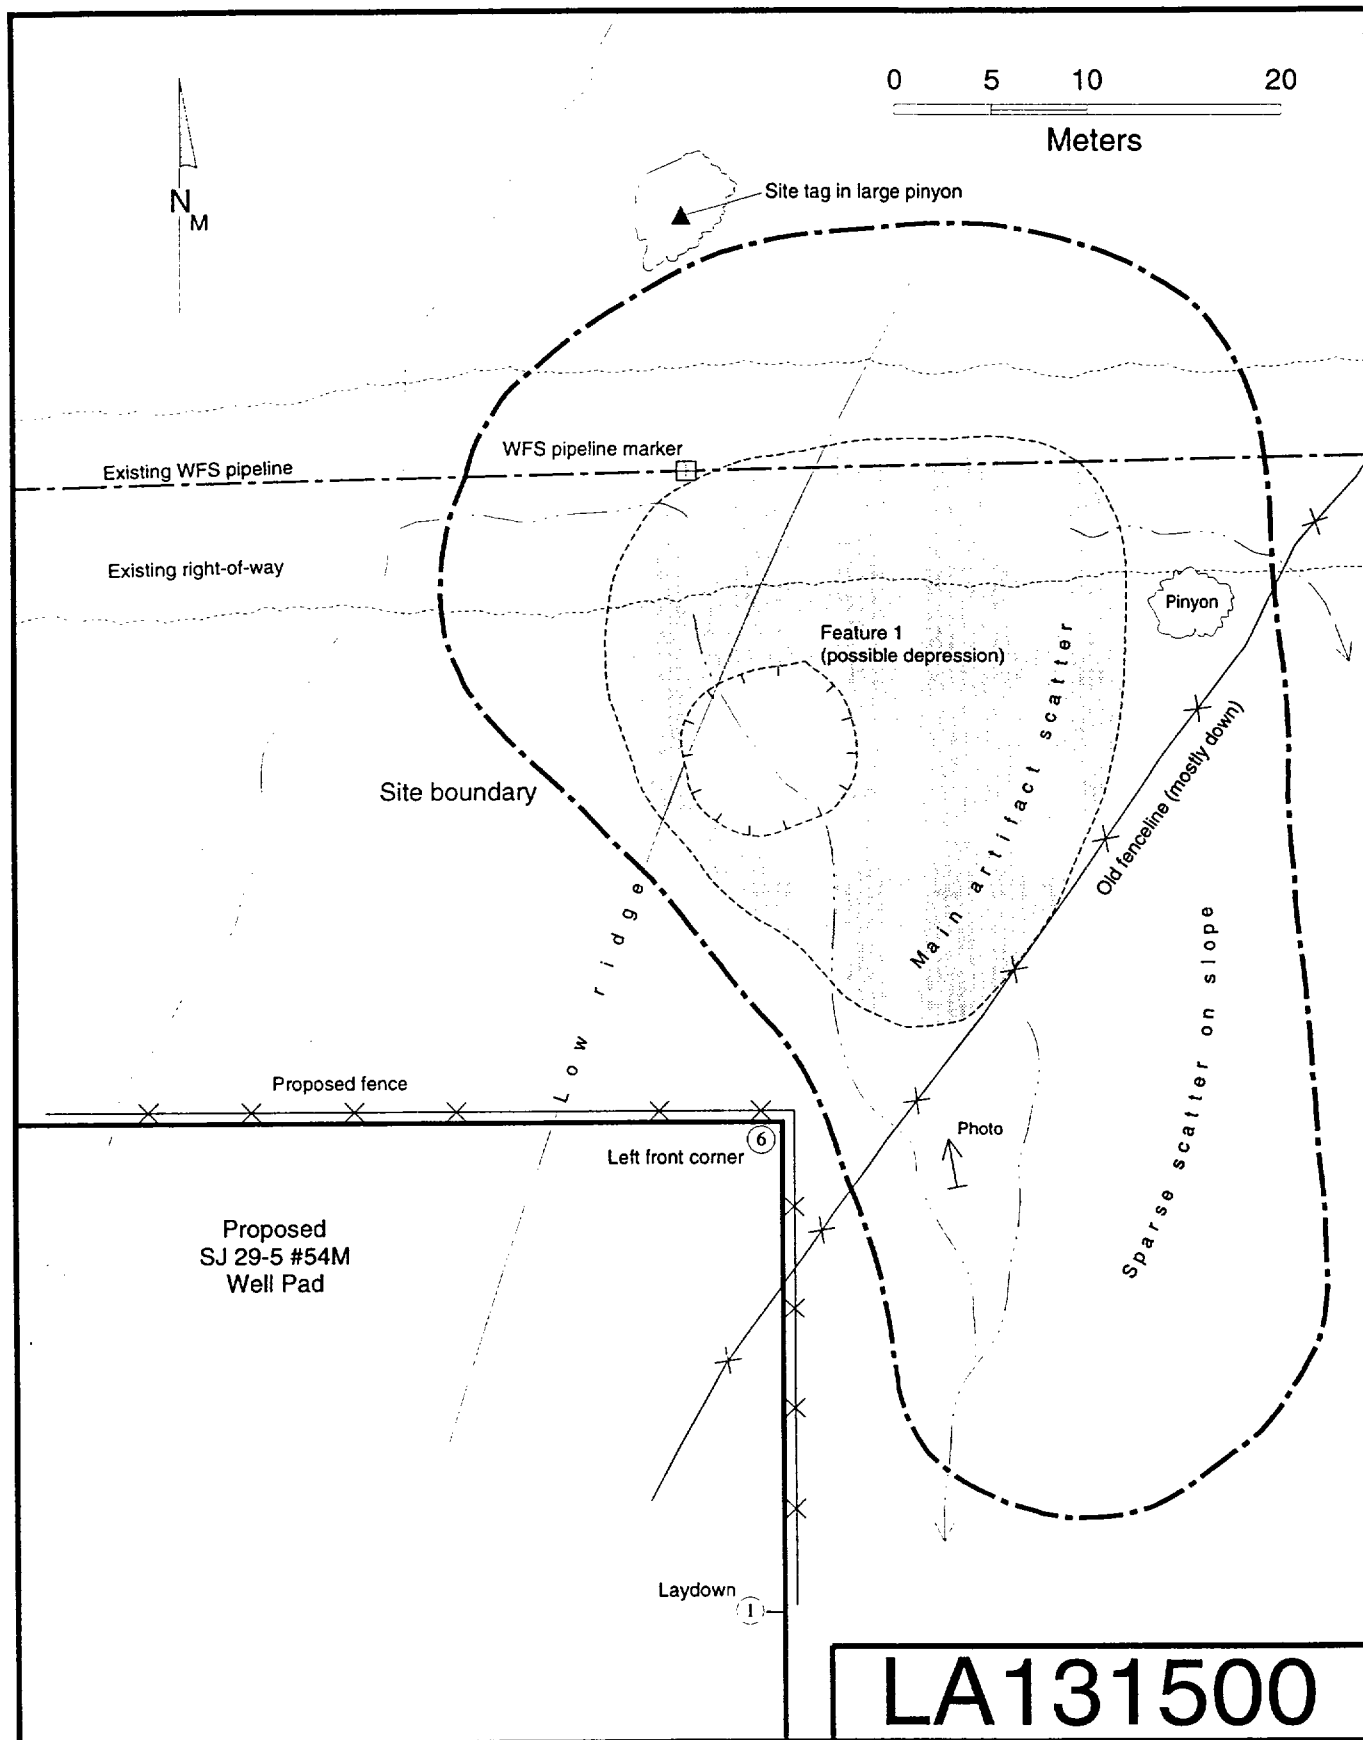 0 5 10 20
Meters
N
M
Site tag in large pinyon
WFS pipeline marker
Existing WFS pipeline
Existing right-of-way
Pinyon
Feature 1
(possible depression)
Main artifact scatter
Old fenceline (mostly down)
Site boundary
Low ridge
Sparse scatter on slope
Proposed fence
Photo
6
Left front corner
Proposed
SJ 29-5 #54M
Well Pad
Laydown
1
LA131500